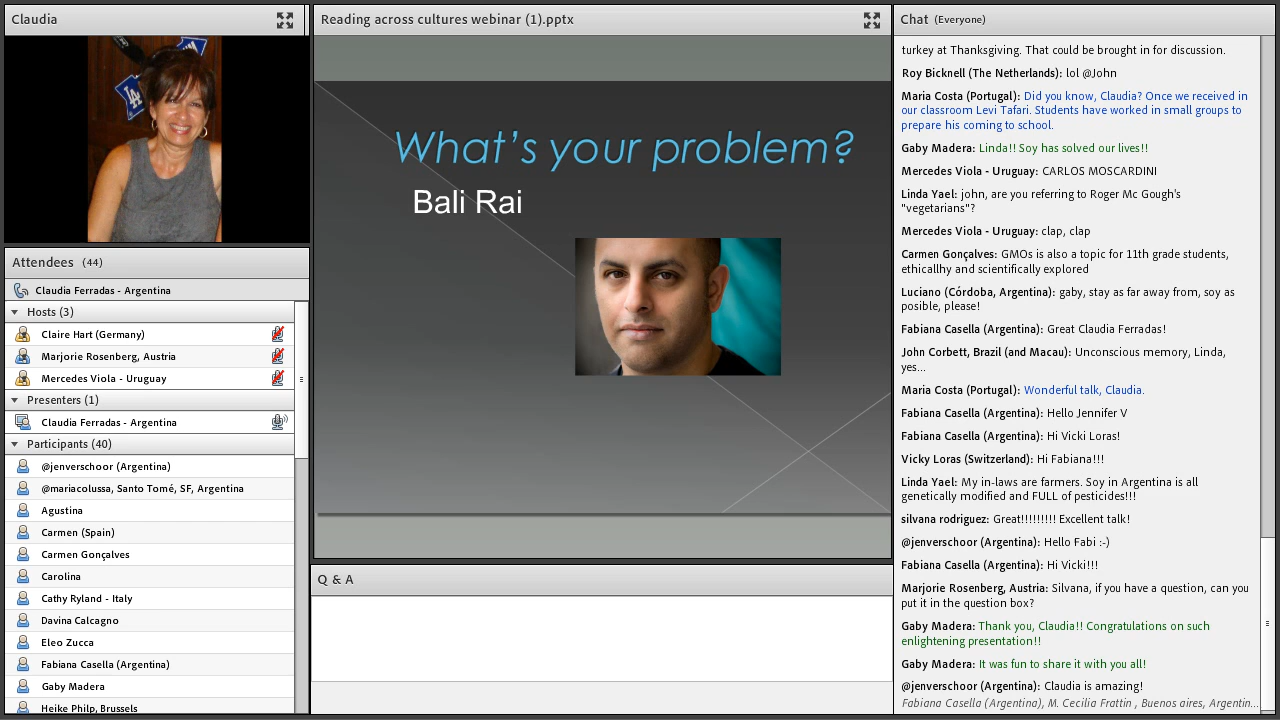 Claudia
LA
Attendees (44)
Claudia Ferradas - Argentina
Hosts (3)
Claire Hart (Germany)
Marjorie Rosenberg, Austria
Mercedes Viola - Uruguay
Presenters (1)
Claudia Ferradas - Argentina
Participants (40)
@jenverschoor (Argentina)
@mariacolussa, Santo Tomé, SF, Argentina
Agustina
Carmen (Spain)
Carmen Gonçalves
Carolina
Cathy Ryland - Italy
Davina Calcagno
Eleo Zucca
Fabiana Casella (Argentina)
Gaby Madera
Heike Philp, Brussels
Reading across cultures webinar (1).pptx
What's your problem?
Bali Rai
Q & A
Chat (Everyone)
turkey at Thanksgiving. That could be brought in for discussion.
Roy Bicknell (The Netherlands): lol @John
Maria Costa (Portugal): Did you know, Claudia? Once we received in
our classroom Levi Tafari. Students have worked in small groups to
prepare his coming to school.
Gaby Madera: Linda!! Soy has solved our lives!!
Mercedes Viola - Uruguay: CARLOS MOSCARDINI
Linda Yael: john, are you referring to Roger Mc Gough's
"vegetarians"?
Mercedes Viola - Uruguay: clap, clap
Carmen Gonçalves: GMOs is also a topic for 11th grade students,
ethicallhy and scientifically explored
Luciano (Córdoba, Argentina): gaby, stay as far away from, soy as
posible, please!
Fabiana Casella (Argentina): Great Claudia Ferradas!
John Corbett, Brazil (and Macau): Unconscious memory, Linda,
yes...
Maria Costa (Portugal): Wonderful talk, Claudia.
Fabiana Casella (Argentina): Hello Jennifer V
Fabiana Casella (Argentina): Hi Vicki Loras!
Vicky Loras (Switzerland): Hi Fabiana!!!
Linda Yael: My in-laws are farmers. Soy in Argentina is all
genetically modified and FULL of pesticides!!!
silvana rodriguez: Great!!!!!!!!! Excellent talk!
@jenverschoor (Argentina): Hello Fabi :-)
Fabiana Casella (Argentina): Hi Vicki!!!
Marjorie Rosenberg, Austria: Silvana, if you have a question, can you
put it in the question box?
Gaby Madera: Thank you, Claudia!! Congratulations on such
enlightening presentation!!
Gaby Madera: It was fun to share it with you all!
@jenverschoor (Argentina): Claudia is amazing!
Fabiana Casella (Argentina), M. Cecilia Frattin , Buenos aires, Argentin...